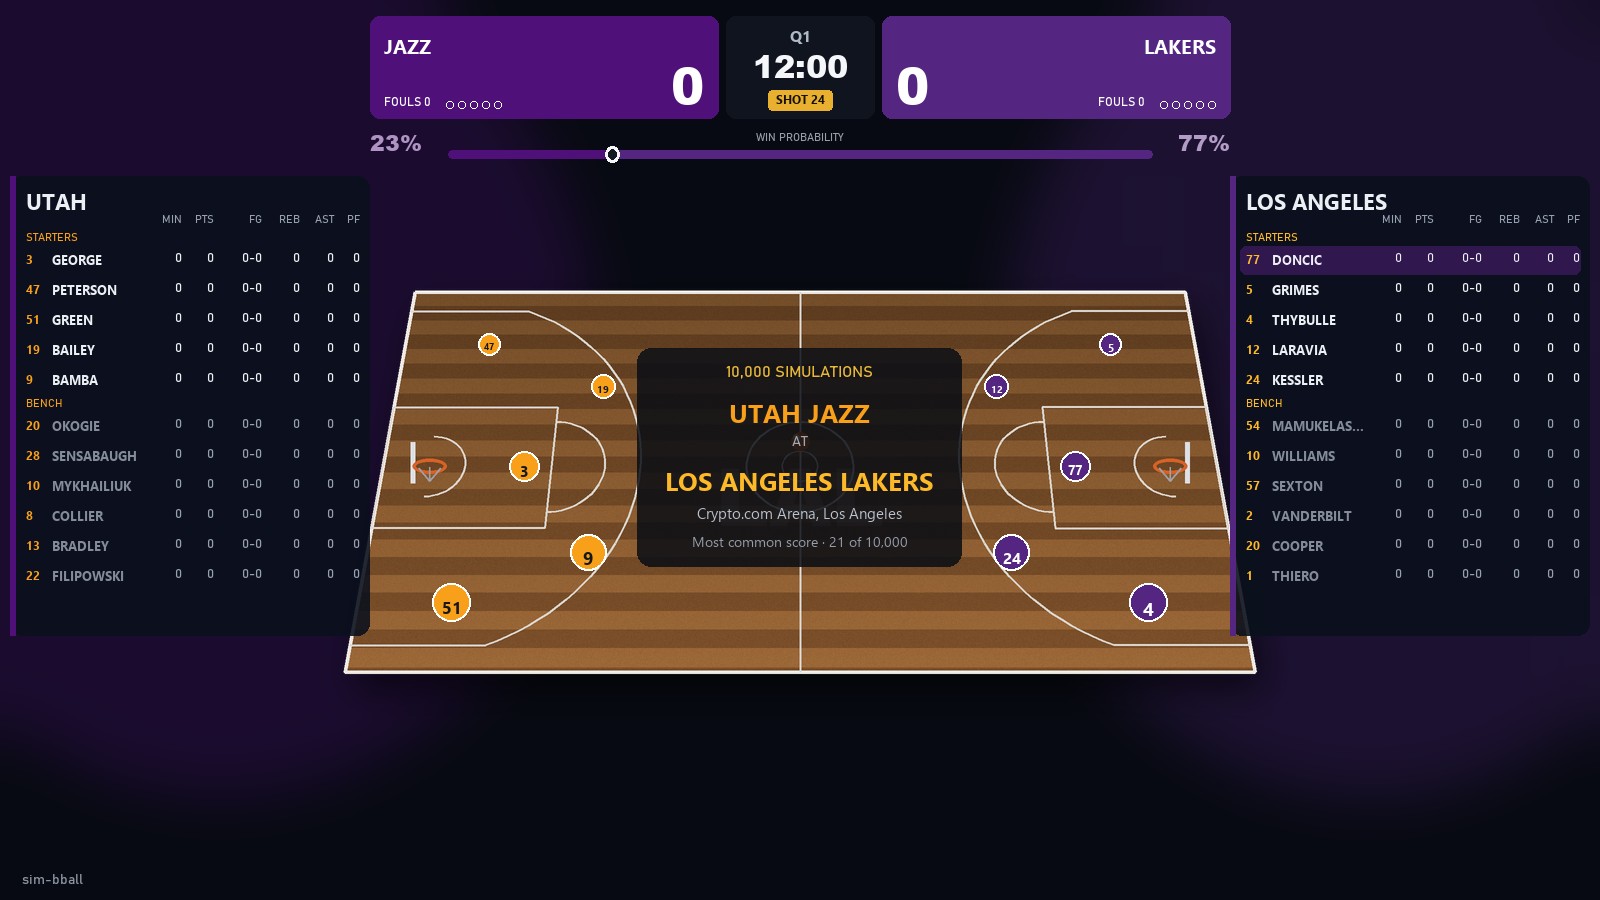 JAZZ
0
FOULS 0
Q1
12:00
SHOT 24
LAKERS
0
FOULS 0
23%
WIN PROBABILITY
77%
UTAH
MIN PTS FG REB AST PF
STARTERS
3 GEORGE 0 0 0-0 0 0 0
47 PETERSON 0 0 0-0 0 0 0
51 GREEN 0 0 0-0 0 0 0
19 BAILEY 0 0 0-0 0 0 0
9 BAMBA 0 0 0-0 0 0 0
BENCH
20 OKOGIE 0 0 0-0 0 0 0
28 SENSABAUGH 0 0 0-0 0 0 0
10 MYKHAILIUK 0 0 0-0 0 0 0
8 COLLIER 0 0 0-0 0 0 0
13 BRADLEY 0 0 0-0 0 0 0
22 FILIPOWSKI 0 0 0-0 0 0 0
47
19
3
9
51
10,000 SIMULATIONS
UTAH JAZZ
AT
LOS ANGELES LAKERS
Crypto.com Arena, Los Angeles
Most common score · 21 of 10,000
5
12
77
24
4
LOS ANGELES
MIN PTS FG REB AST PF
STARTERS
77 DONCIC 0 0 0-0 0 0 0
5 GRIMES 0 0 0-0 0 0 0
4 THYBULLE 0 0 0-0 0 0 0
12 LARAVIA 0 0 0-0 0 0 0
24 KESSLER 0 0 0-0 0 0 0
BENCH
54 MAMUKELAS... 0 0 0-0 0 0 0
10 WILLIAMS 0 0 0-0 0 0 0
57 SEXTON 0 0 0-0 0 0 0
2 VANDERBILT 0 0 0-0 0 0 0
20 COOPER 0 0 0-0 0 0 0
1 THIERO 0 0 0-0 0 0 0
sim-bball